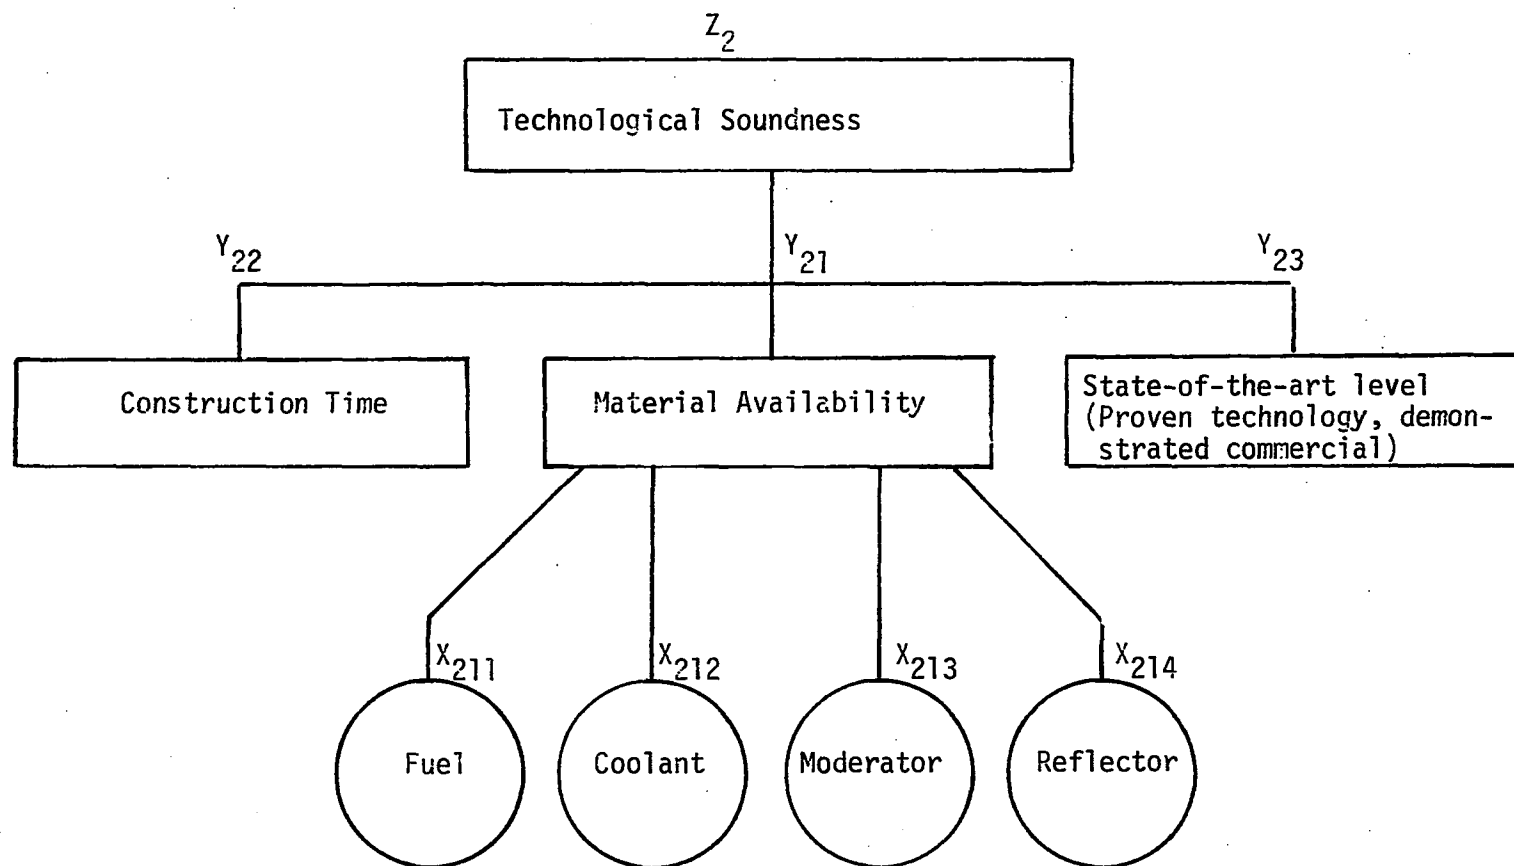 Z2
Technological Soundness
Y22
Y21
Y23
Construction Time
Material Availability
State-of-the-art level
(Proven technology, demon-
strated commercial)
X211
X212
X213
X214
Fuel
Coolant
Moderator
Reflector